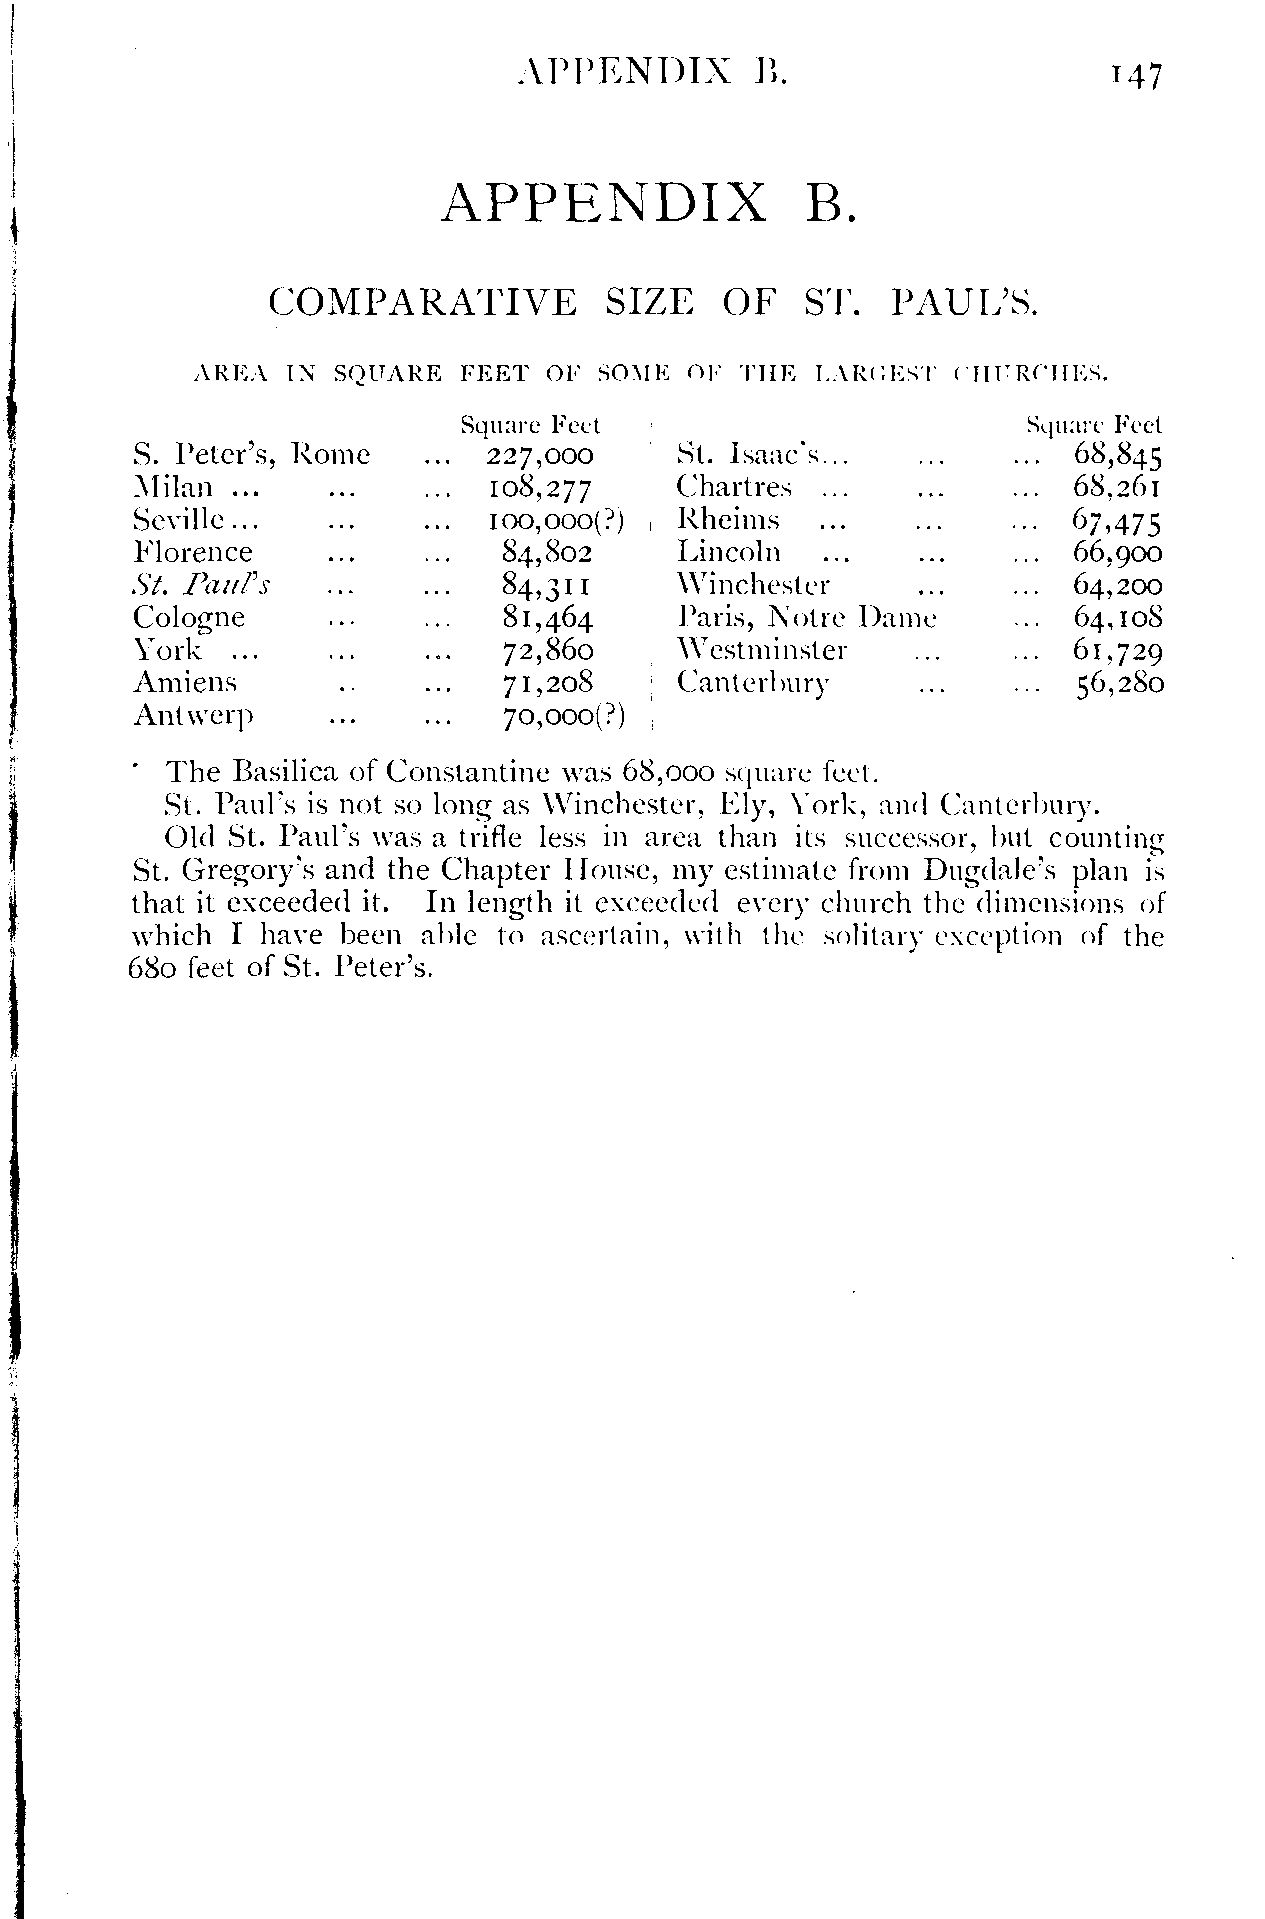 APPENDIX B. 147
APPENDIX B.
COMPARATIVE SIZE OF ST. PAUL'S.
AREA IN SQUARE FEET OF SOME OF THE LARGEST CHURCHES.
Square Feet
S. Peter's, Rome ... 227,000
Milan ... ... ... 108,277
Seville ... ... ... 100,000(?)
Florence ... ... 84,802
St. Paul's ... ... 84,311
Cologne ... ... 81,464
York ... ... ... 72,860
Amiens .. ... 71,208
Antwerp ... ... 70,000(?)
Square Feet
St. Isaac's... ... ... 68,845
Chartres ... ... ... 68,261
Rheims ... ... ... 67,475
Lincoln ... ... ... 66,900
Winchester ... ... 64,200
Paris, Notre Dame ... 64,108
Westminster ... ... 61,729
Canterbury ... ... 56,280
The Basilica of Constantine was 68,000 square feet.
St. Paul's is not so long as Winchester, Ely, York, and Canterbury.
Old St. Paul's was a trifle less in area than its successor, but counting
St. Gregory's and the Chapter House, my estimate from Dugdale's plan is
that it exceeded it. In length it exceeded every church the dimensions of
which I have been able to ascertain, with the solitary exception of the
680 feet of St. Peter's.